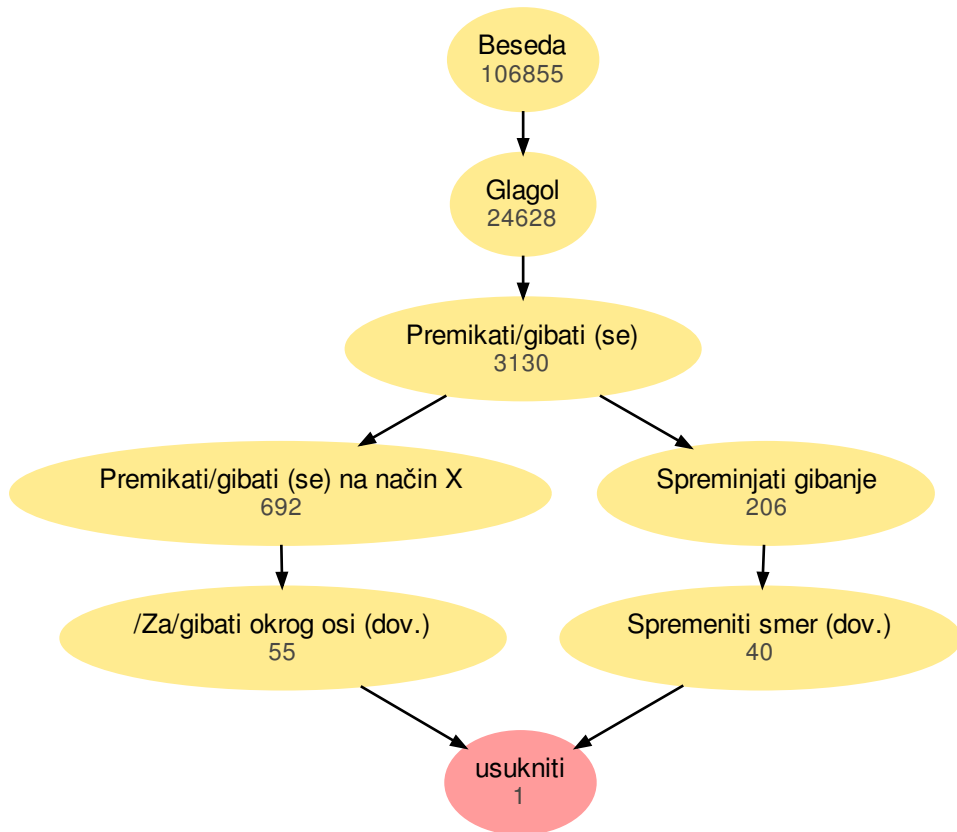 Beseda
106855
Glagol
24628
Premikati/gibati (se)
3130
Premikati/gibati (se) na način X
692
Spreminjati gibanje
206
/Za/gibati okrog osi (dov.)
55
Spremeniti smer (dov.)
40
usukniti
1